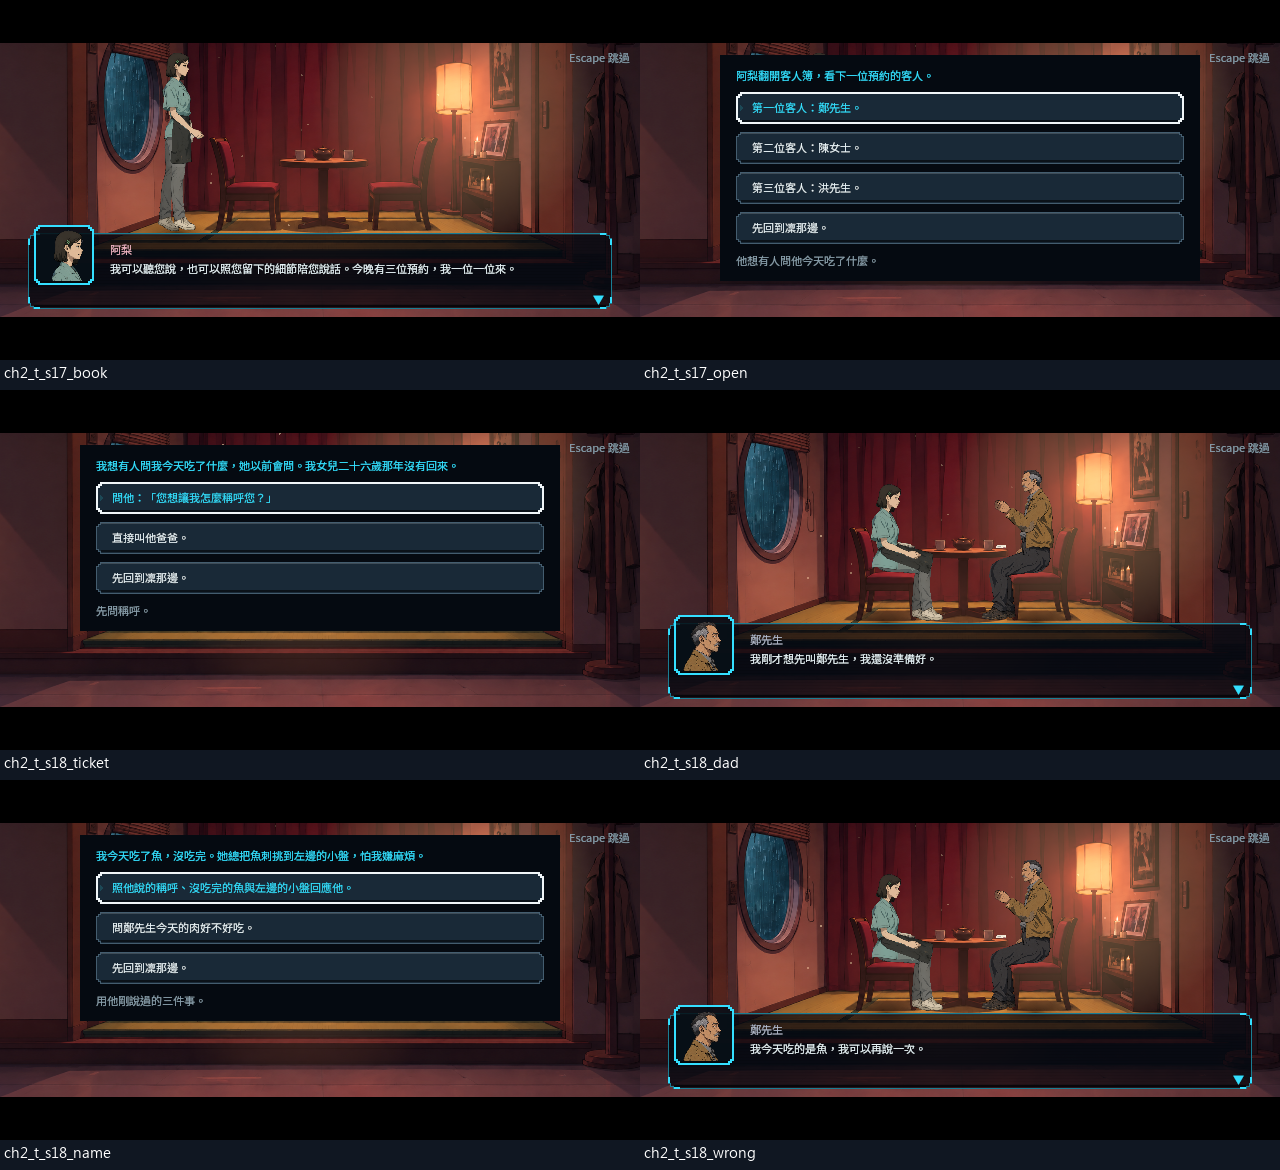 Escape 跳過
阿梨
我可以聽您說，也可以照您留下的細節陪您說話。今晚有三位預約，我一位一位來。
ch2_t_s17_book
Escape 跳過
阿梨翻開客人簿，看下一位預約的客人。
第一位客人：鄭先生。
第二位客人：陳女士。
第三位客人：洪先生。
先回到凜那邊。
他想有人問他今天吃了什麼。
ch2_t_s17_open
Escape 跳過
我想有人問我今天吃了什麼，她以前會問。我女兒二十六歲那年沒有回來。
問他：「您想讓我怎麼稱呼您？」
直接叫他爸爸。
先回到凜那邊。
先問稱呼。
ch2_t_s18_ticket
Escape 跳過
鄭先生
我剛才想先叫鄭先生，我還沒準備好。
ch2_t_s18_dad
Escape 跳過
我今天吃了魚，沒吃完。她總把魚刺挑到左邊的小盤，怕我嫌麻煩。
照他說的稱呼、沒吃完的魚與左邊的小盤回應他。
問鄭先生今天的肉好不好吃。
先回到凜那邊。
用他剛說過的三件事。
ch2_t_s18_name
Escape 跳過
鄭先生
我今天吃的是魚，我可以再說一次。
ch2_t_s18_wrong